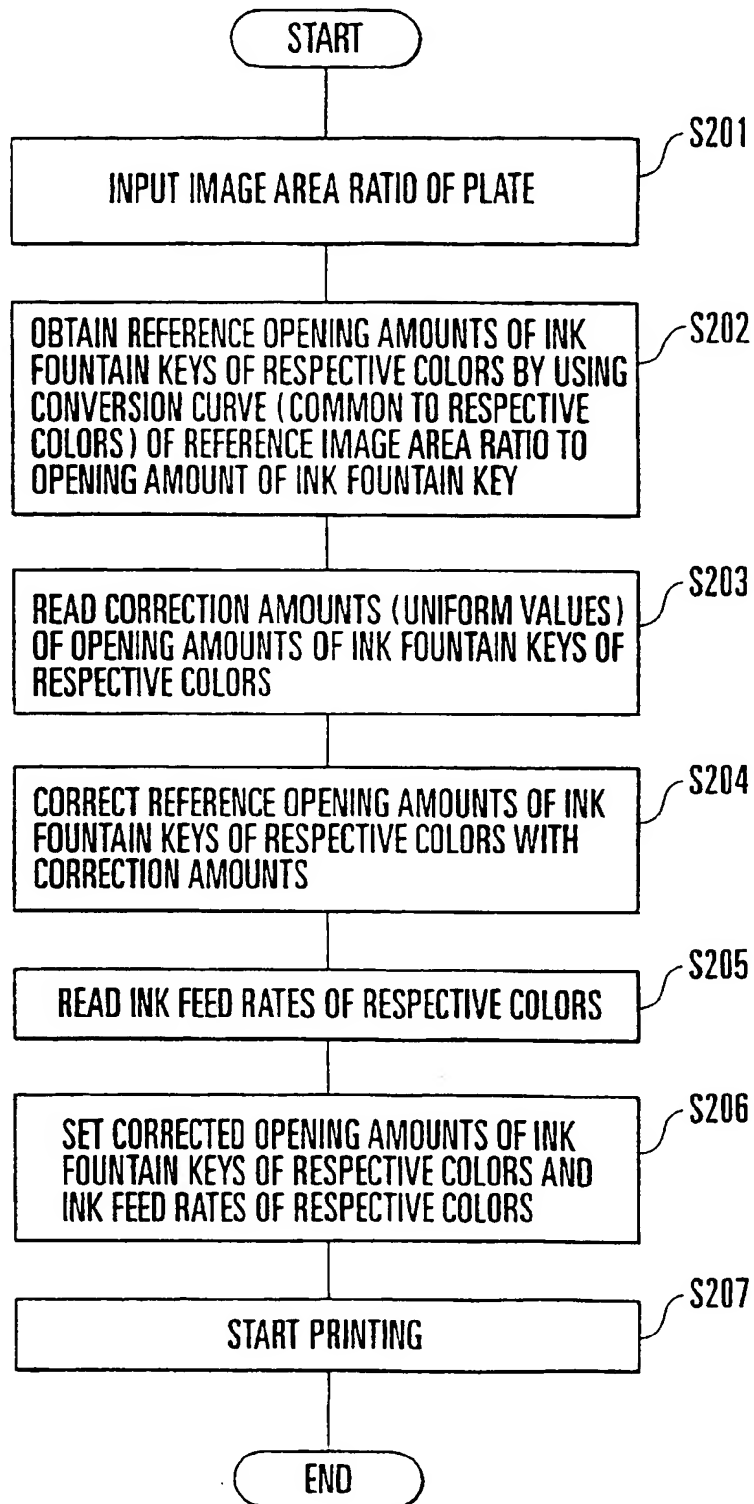 START
S201
INPUT IMAGE AREA RATIO OF PLATE
S202
OBTAIN REFERENCE OPENING AMOUNTS OF INK
FOUNTAIN KEYS OF RESPECTIVE COLORS BY USING
CONVERSION CURVE (COMMON TO RESPECTIVE
COLORS) OF REFERENCE IMAGE AREA RATIO TO
OPENING AMOUNT OF INK FOUNTAIN KEY
S203
READ CORRECTION AMOUNTS (UNIFORM VALUES)
OF OPENING AMOUNTS OF INK FOUNTAIN KEYS OF
RESPECTIVE COLORS
S204
CORRECT REFERENCE OPENING AMOUNTS OF INK
FOUNTAIN KEYS OF RESPECTIVE COLORS WITH
CORRECTION AMOUNTS
S205
READ INK FEED RATES OF RESPECTIVE COLORS
S206
SET CORRECTED OPENING AMOUNTS OF INK
FOUNTAIN KEYS OF RESPECTIVE COLORS AND
INK FEED RATES OF RESPECTIVE COLORS
S207
START PRINTING
END